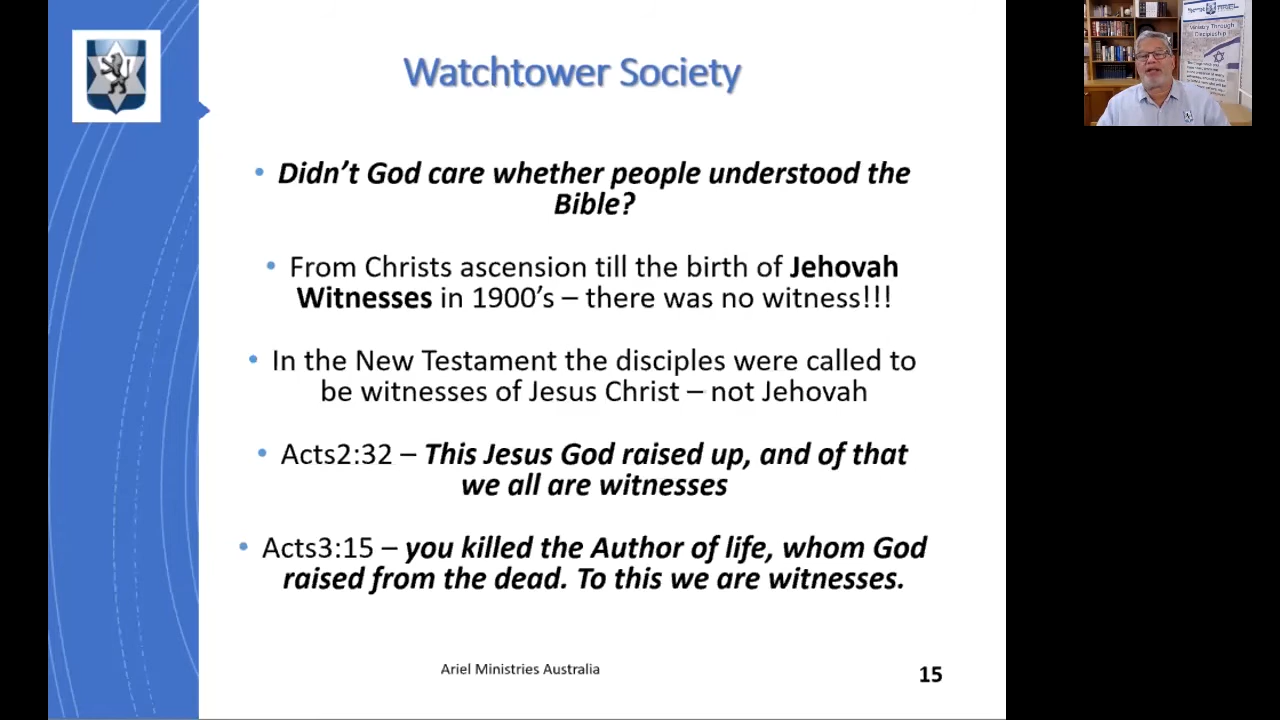 Watchtower Society
• Didn't God care whether people understood the
Bible?
• From Christs ascension till the birth of Jehovah
Witnesses in 1900's – there was no witness!!!
• In the New Testament the disciples were called to
be witnesses of Jesus Christ – not Jehovah
• Acts2:32 – This Jesus God raised up, and of that
we all are witnesses
• Acts3:15 – you killed the Author of life, whom God
raised from the dead. To this we are witnesses.
Ariel Ministries Australia
15
ARIEL
Ministry Through
Discipleship